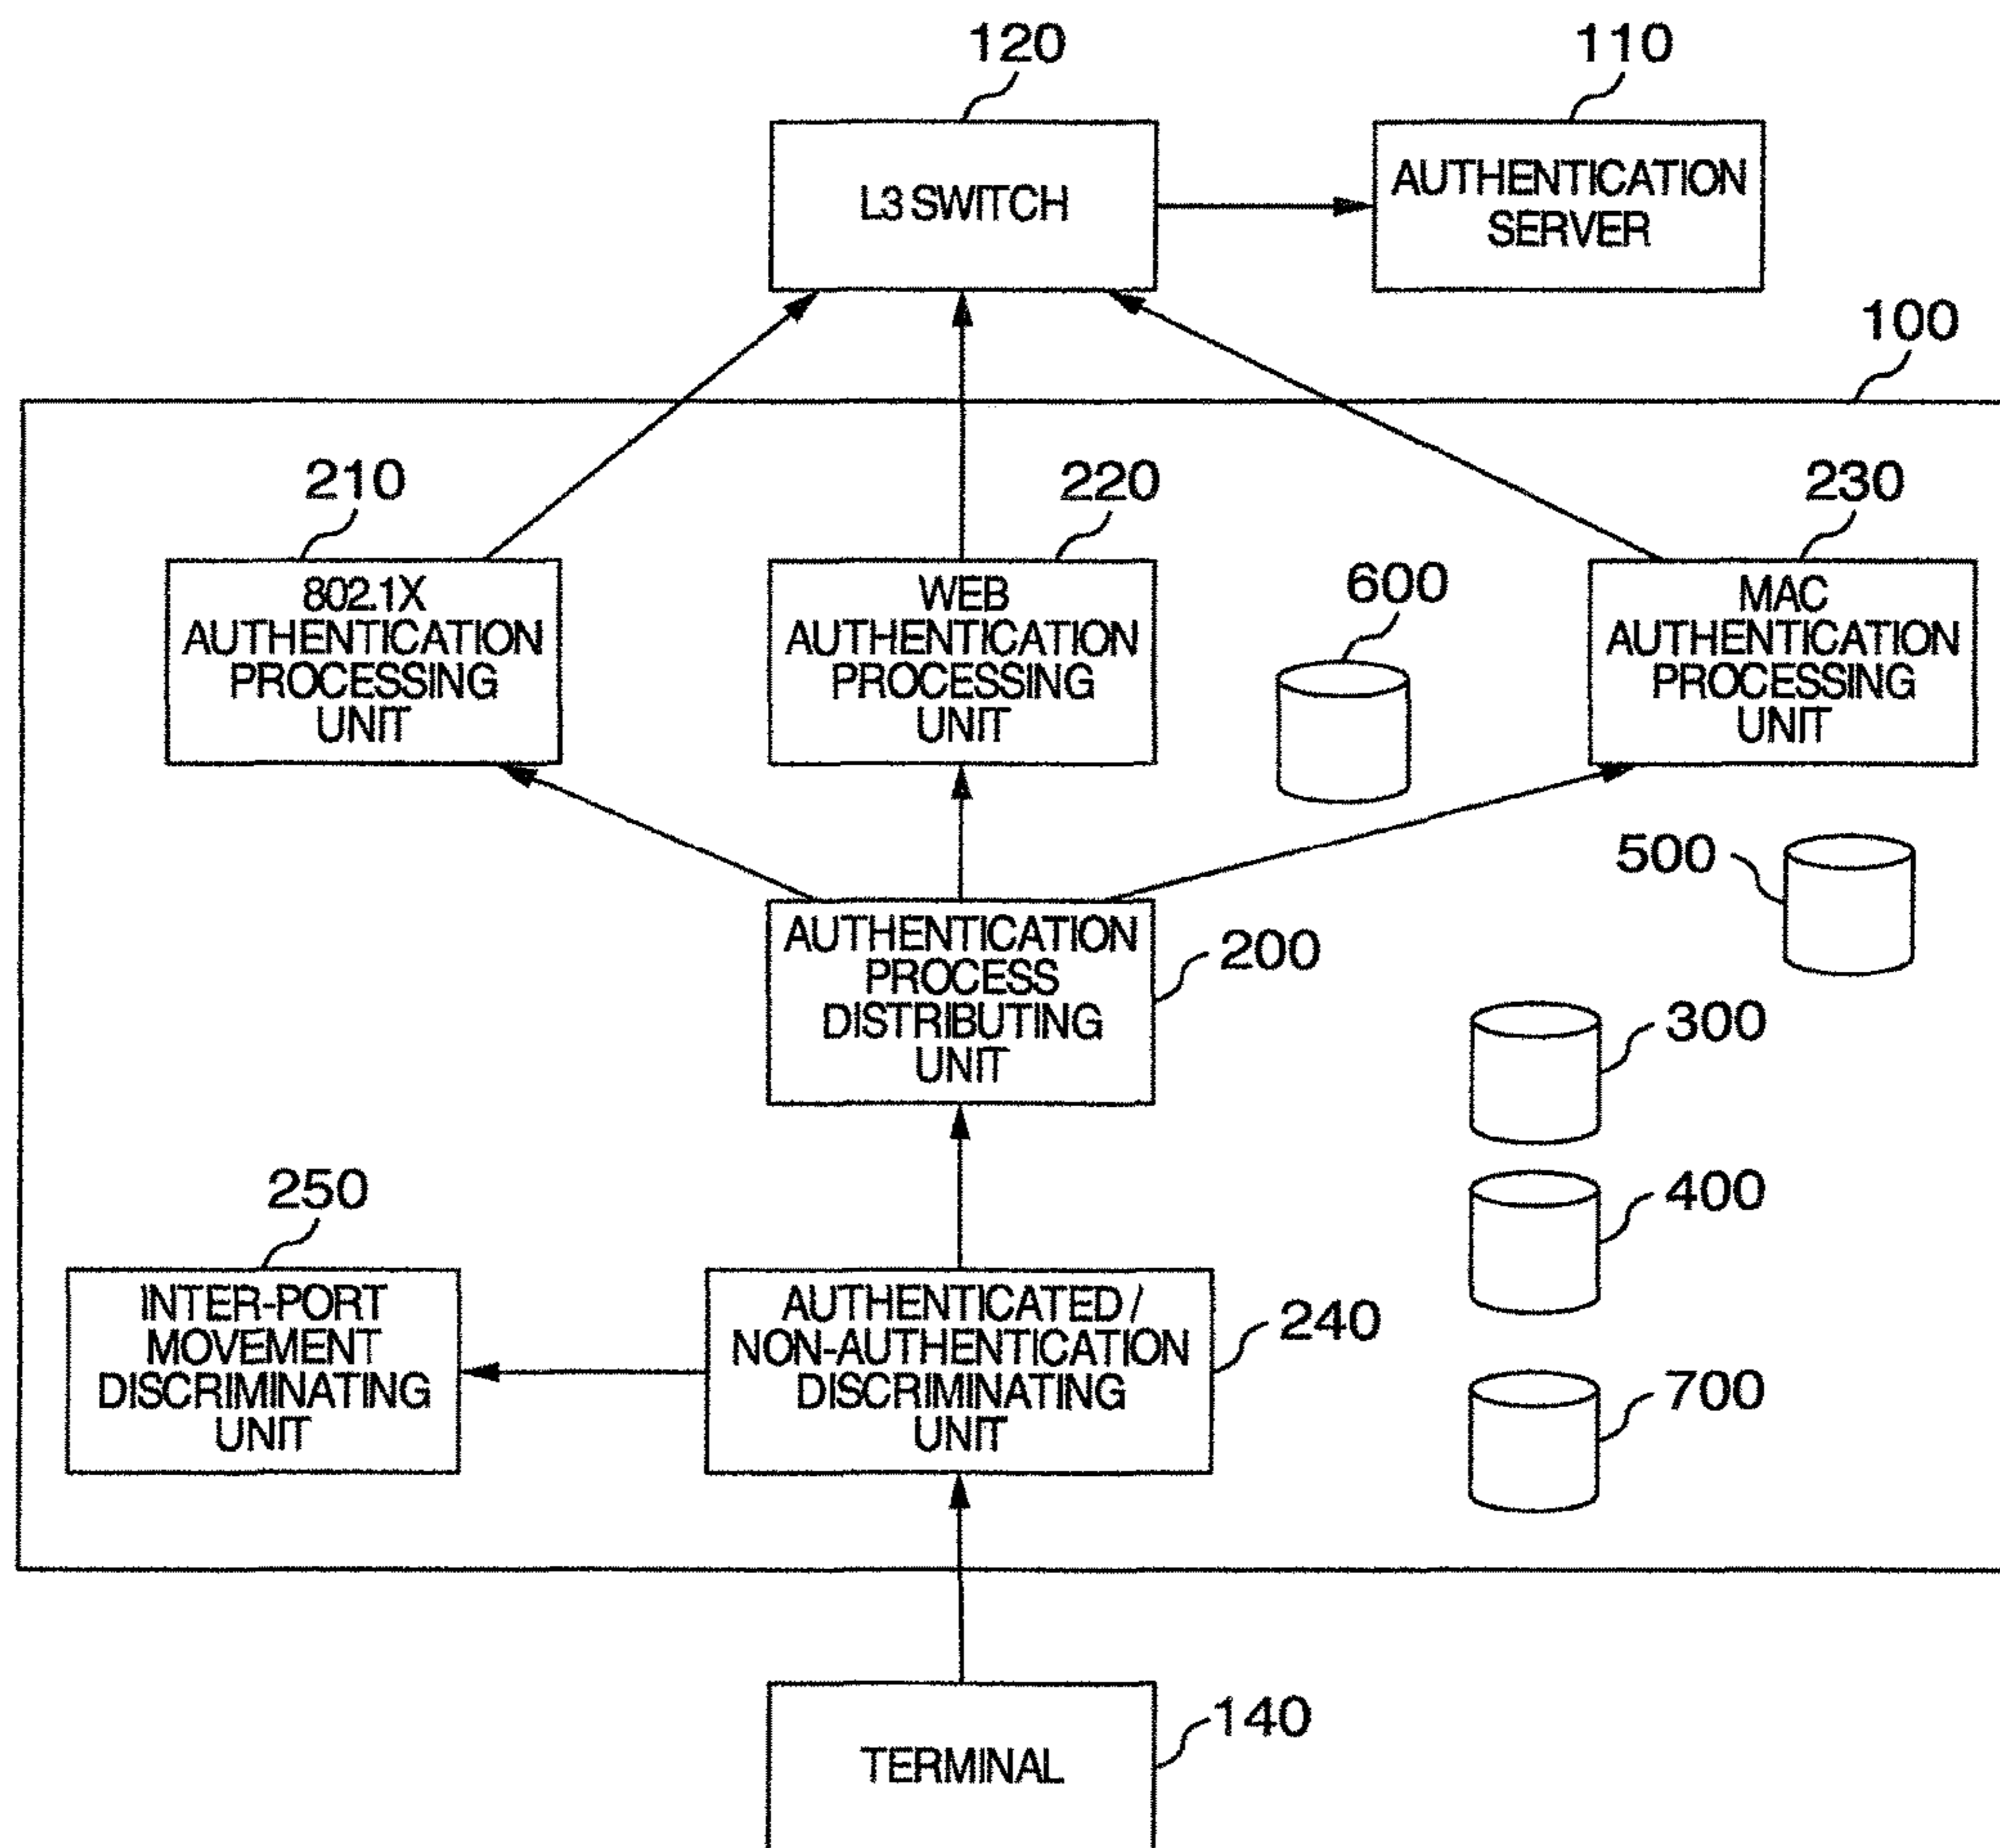 120
110
L3 SWITCH
AUTHENTICATION
SERVER
100
210
220
230
802.1X
AUTHENTICATION
PROCESSING
UNIT
WEB
AUTHENTICATION
PROCESSING
UNIT
600
MAC
AUTHENTICATION
PROCESSING
UNIT
500
AUTHENTICATION
PROCESS
DISTRIBUTING
UNIT
200
300
400
250
INTER-PORT
MOVEMENT
DISCRIMINATING
UNIT
AUTHENTICATED /
NON-AUTHENTICATION
DISCRIMINATING
UNIT
240
700
TERMINAL
140